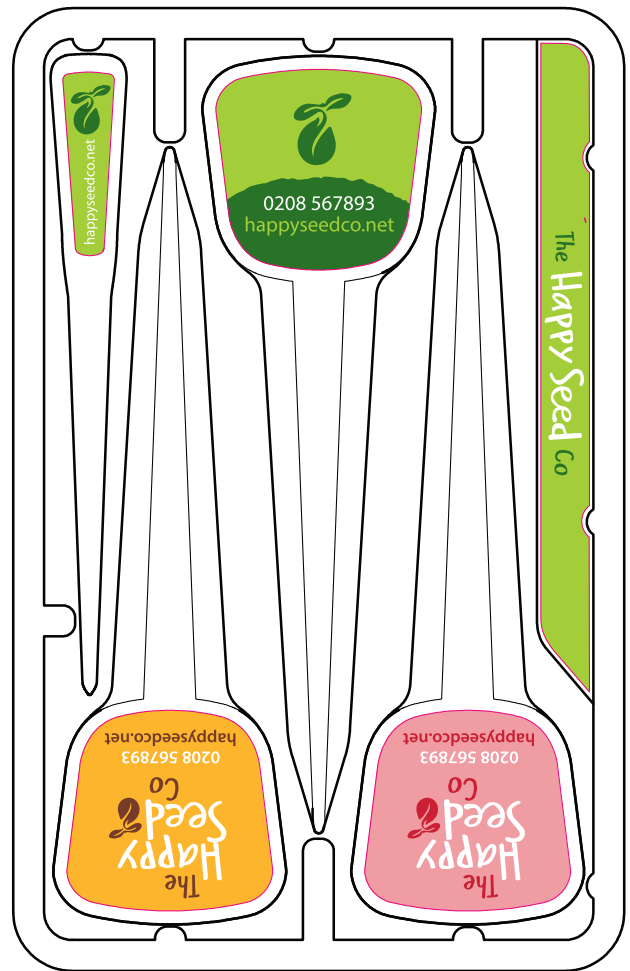 happyseedco.net
0208 567893
happyseedco.net
The Happy Seed Co
The
Happy
Seed
Co
0208 567893
happyseedco.net
The
Happy
Seed
Co
0208 567893
happyseedco.net